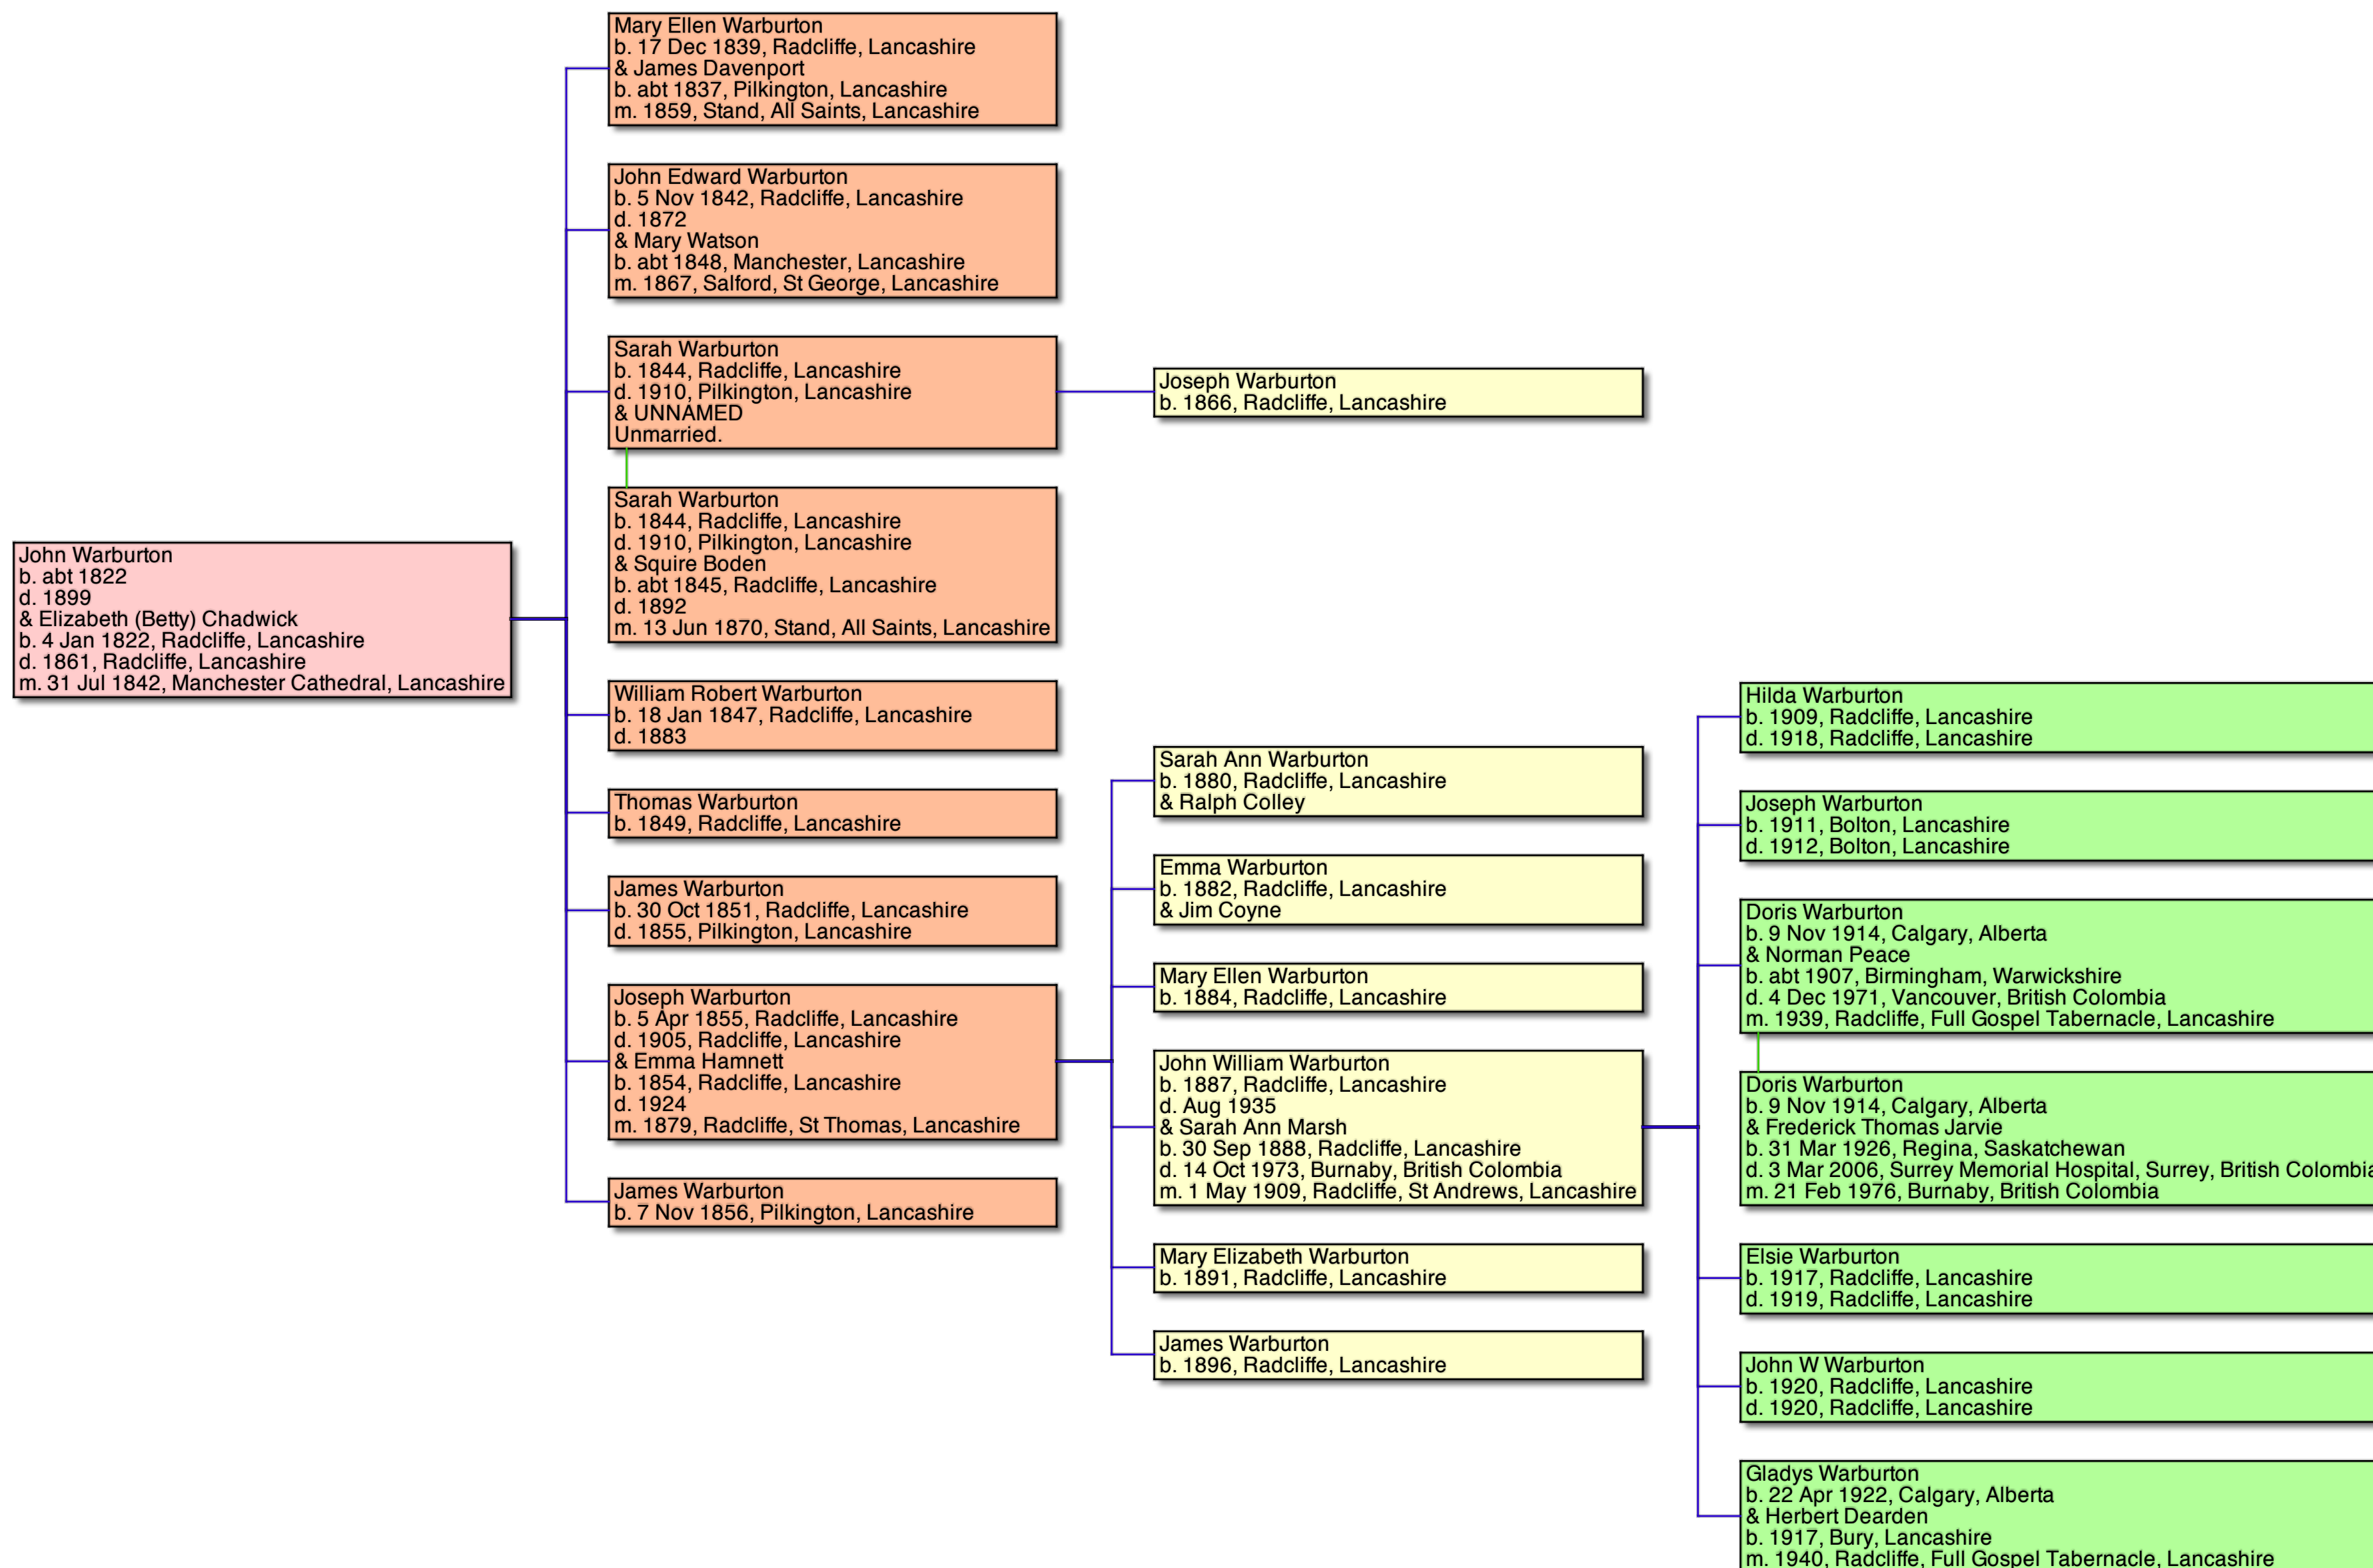 Mary Ellen Warburton
b. 17 Dec 1839, Radcliffe, Lancashire
& James Davenport
b. abt 1837, Pilkington, Lancashire
m. 1859, Stand, All Saints, Lancashire
John Edward Warburton
b. 5 Nov 1842, Radcliffe, Lancashire
d. 1872
& Mary Watson
b. abt 1848, Manchester, Lancashire
m. 1867, Salford, St George, Lancashire
Sarah Warburton
b. 1844, Radcliffe, Lancashire
d. 1910, Pilkington, Lancashire
& UNNAMED
Unmarried.
Joseph Warburton
b. 1866, Radcliffe, Lancashire
Sarah Warburton
b. 1844, Radcliffe, Lancashire
d. 1910, Pilkington, Lancashire
& Squire Boden
b. abt 1845, Radcliffe, Lancashire
d. 1892
m. 13 Jun 1870, Stand, All Saints, Lancashire
John Warburton
b. abt 1822
d. 1899
& Elizabeth (Betty) Chadwick
b. 4 Jan 1822, Radcliffe, Lancashire
d. 1861, Radcliffe, Lancashire
m. 31 Jul 1842, Manchester Cathedral, Lancashire
William Robert Warburton
b. 18 Jan 1847, Radcliffe, Lancashire
d. 1883
Thomas Warburton
b. 1849, Radcliffe, Lancashire
James Warburton
b. 30 Oct 1851, Radcliffe, Lancashire
d. 1855, Pilkington, Lancashire
Joseph Warburton
b. 5 Apr 1855, Radcliffe, Lancashire
d. 1905, Radcliffe, Lancashire
& Emma Hamnett
b. 1854, Radcliffe, Lancashire
d. 1924
m. 1879, Radcliffe, St Thomas, Lancashire
James Warburton
b. 7 Nov 1856, Pilkington, Lancashire
Sarah Ann Warburton
b. 1880, Radcliffe, Lancashire
& Ralph Colley
Emma Warburton
b. 1882, Radcliffe, Lancashire
& Jim Coyne
Mary Ellen Warburton
b. 1884, Radcliffe, Lancashire
John William Warburton
b. 1887, Radcliffe, Lancashire
d. Aug 1935
& Sarah Ann Marsh
b. 30 Sep 1888, Radcliffe, Lancashire
d. 14 Oct 1973, Burnaby, British Colombia
m. 1 May 1909, Radcliffe, St Andrews, Lancashire
Mary Elizabeth Warburton
b. 1891, Radcliffe, Lancashire
James Warburton
b. 1896, Radcliffe, Lancashire
Hilda Warburton
b. 1909, Radcliffe, Lancashire
d. 1918, Radcliffe, Lancashire
Joseph Warburton
b. 1911, Bolton, Lancashire
d. 1912, Bolton, Lancashire
Doris Warburton
b. 9 Nov 1914, Calgary, Alberta
& Norman Peace
b. abt 1907, Birmingham, Warwickshire
d. 4 Dec 1971, Vancouver, British Colombia
m. 1939, Radcliffe, Full Gospel Tabernacle, Lancashire
Doris Warburton
b. 9 Nov 1914, Calgary, Alberta
& Frederick Thomas Jarvie
b. 31 Mar 1926, Regina, Saskatchewan
d. 3 Mar 2006, Surrey Memorial Hospital, Surrey, British Colombia
m. 21 Feb 1976, Burnaby, British Colombia
Elsie Warburton
b. 1917, Radcliffe, Lancashire
d. 1919, Radcliffe, Lancashire
John W Warburton
b. 1920, Radcliffe, Lancashire
d. 1920, Radcliffe, Lancashire
Gladys Warburton
b. 22 Apr 1922, Calgary, Alberta
& Herbert Dearden
b. 1917, Bury, Lancashire
m. 1940, Radcliffe, Full Gospel Tabernacle, Lancashire